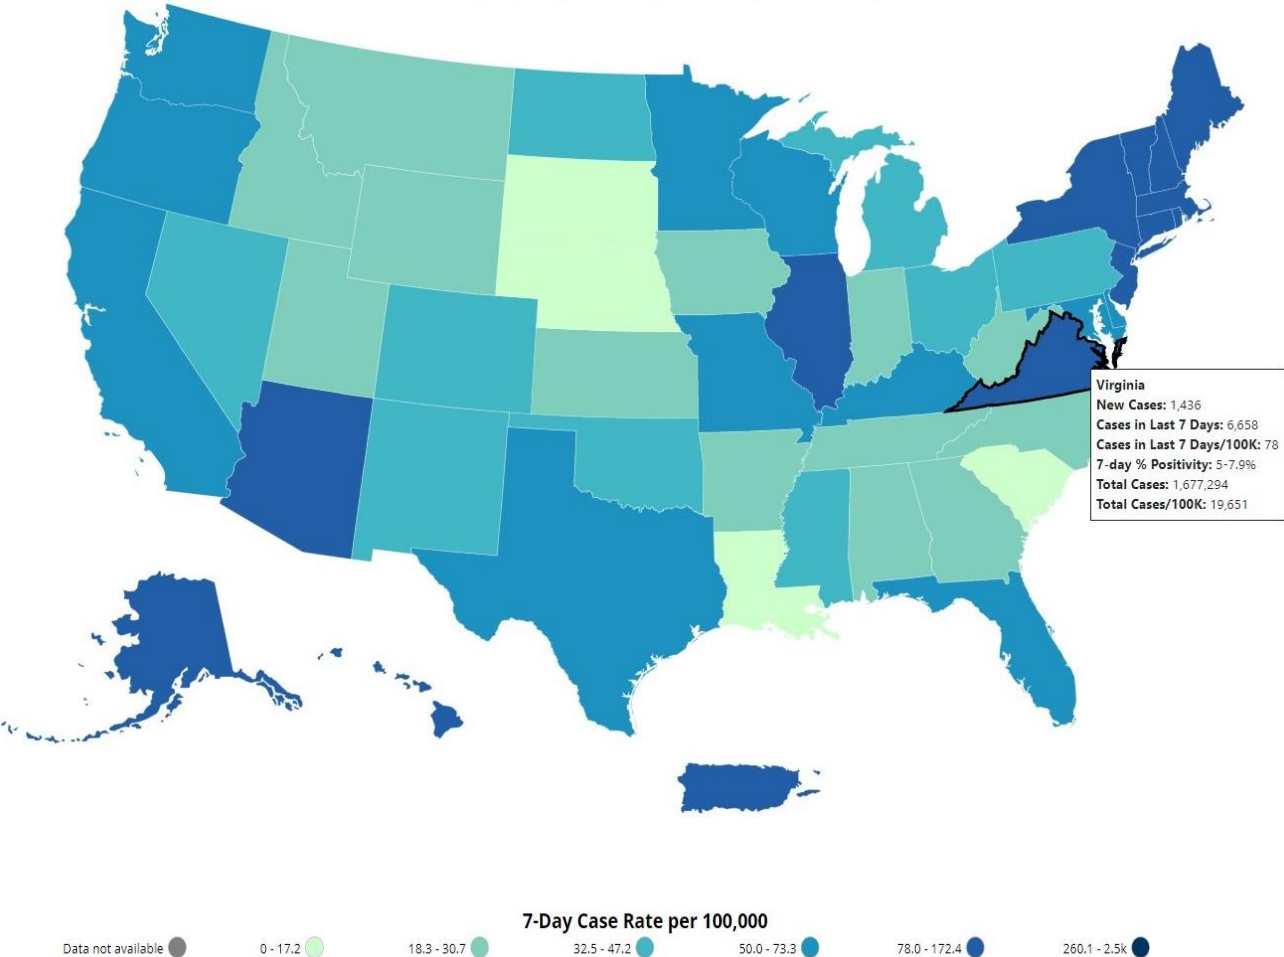 Virginia
New Cases: 1,436
Cases in Last 7 Days: 6,658
Cases in Last 7 Days/100K: 78
7-day % Positivity: 5-7.9%
Total Cases: 1,677,294
Total Cases/100K: 19,651
7-Day Case Rate per 100,000
Data not available 0 - 17.2 18.3 - 30.7 32.5 - 47.2 50.0 - 73.3 78.0 - 172.4 260.1 - 2.5k